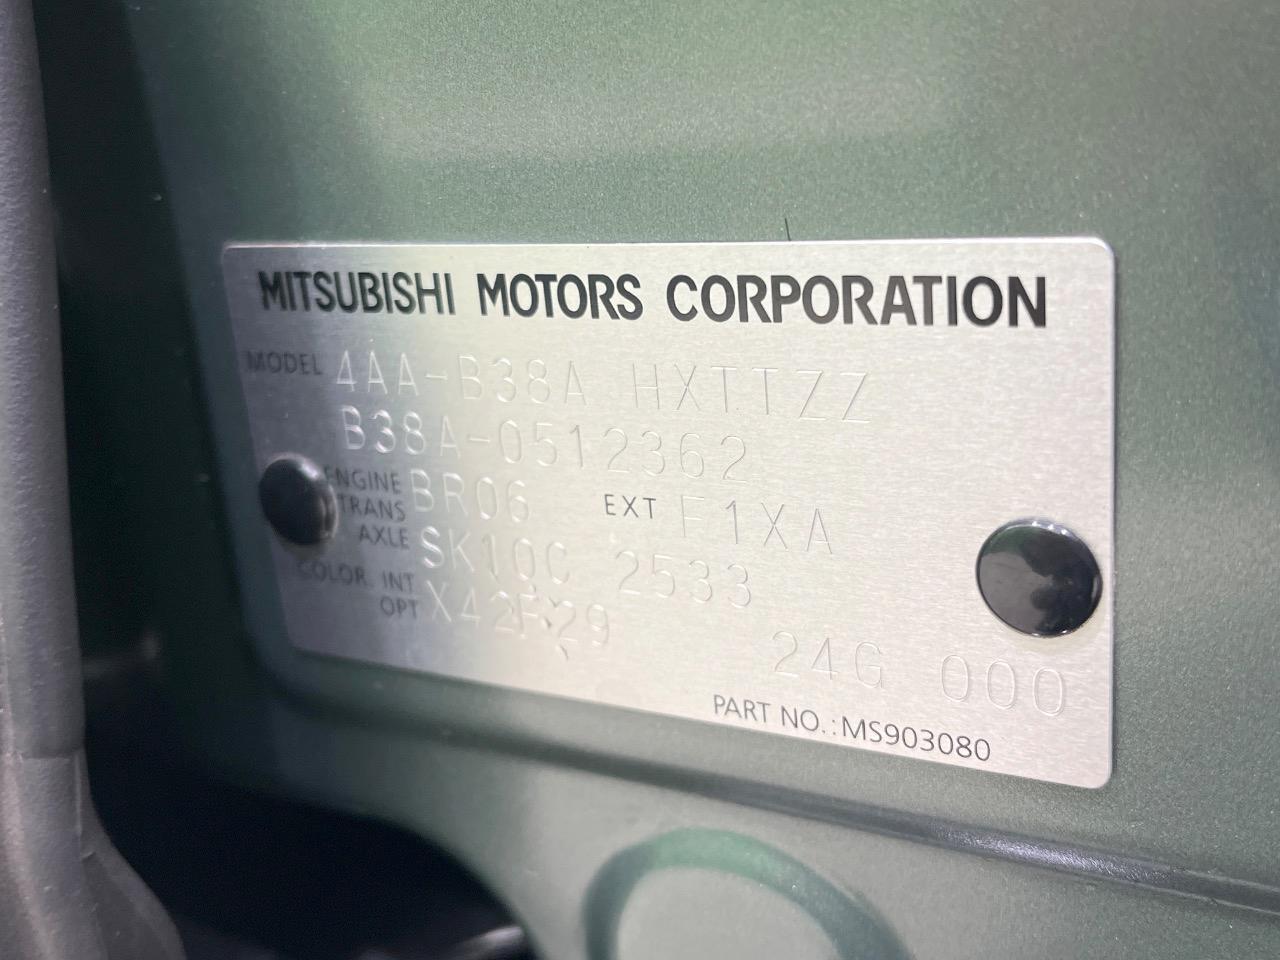 MITSUBISHI MOTORS CORPORATION
MODEL 4AA-B38A HXTTZZ
B38A-0512362
ENGINE BR06 EXT F1XA
TRANS AXLE SK10C 2533
COLOR. INT OPT X42P29
24G 000
PART NO.:MS903080